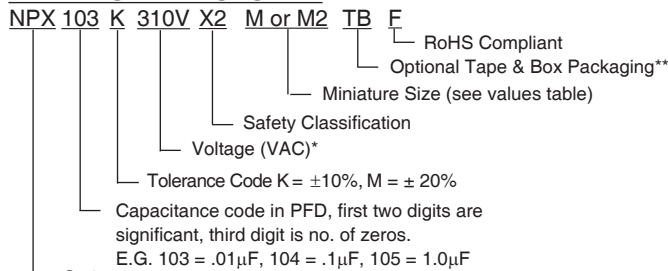 NPX 103 K 310V X2 M or M2 TB F
RoHS Compliant
Optional Tape & Box Packaging**
Miniature Size (see values table)
Safety Classification
Voltage (VAC)*
Tolerance Code K = ±10%, M = ± 20%
Capacitance code in PFD, first two digits are
significant, third digit is no. of zeros.
E.G. 103 = .01μF, 104 = .1μF, 105 = 1.0μF